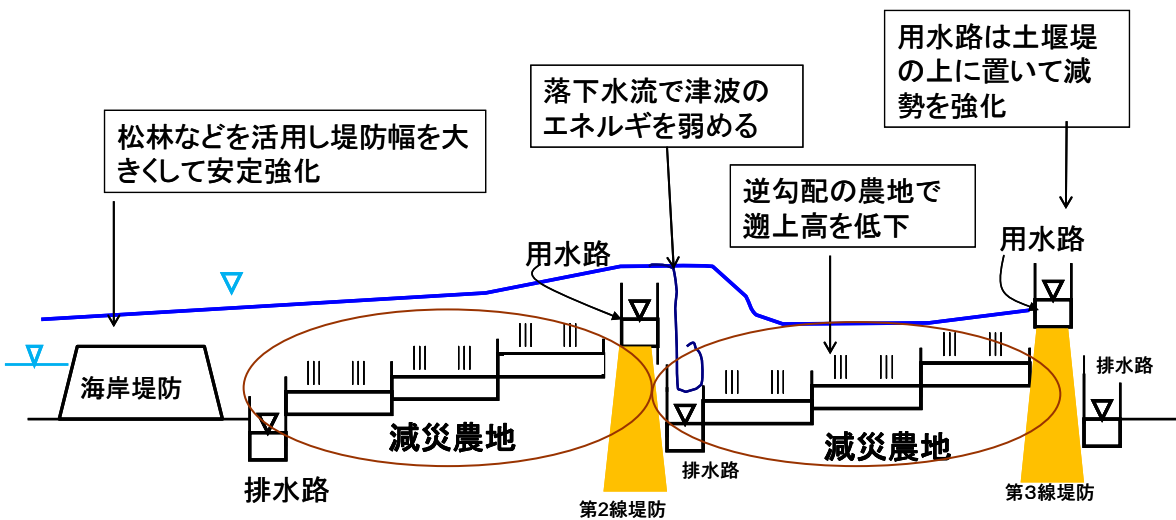 用水路は土堰堤
の上に置いて減
勢を強化
落下水流で津波の
エネルギを弱める
松林などを活用し堤防幅を大
きくして安定強化
逆勾配の農地で
遡上高を低下
用水路
用水路
海岸堤防
排水路
減災農地
減災農地
排水路
排水路
第2線堤防
第3線堤防